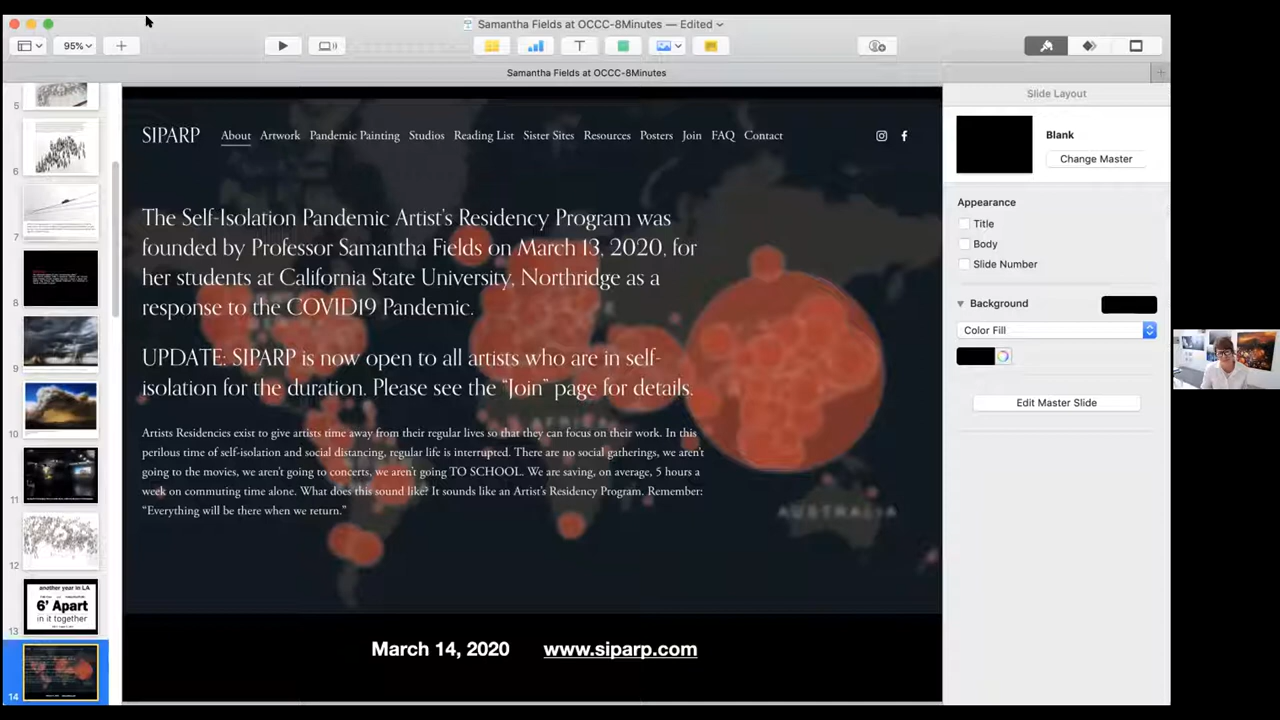 Samantha Fields at OCCC-8Minutes — Edited
95%
Samantha Fields at OCCC-8Minutes
SIPARP About Artwork Pandemic Painting Studios Reading List Sister Sites Resources Posters Join FAQ Contact
The Self-Isolation Pandemic Artist's Residency Program was
founded by Professor Samantha Fields on March 13, 2020, for
her students at California State University, Northridge as a
response to the COVID19 Pandemic.
UPDATE: SIPARP is now open to all artists who are in self-
isolation for the duration. Please see the "Join" page for details.
Artists Residencies exist to give artists time away from their regular lives so that they can focus on their work. In this
perilous time of self-isolation and social distancing, regular life is interrupted. There are no social gatherings, we aren't
going to the movies, we aren't going to concerts, we aren't going TO SCHOOL. We are saving, on average, 5 hours a
week on commuting time alone. What does this sound like? It sounds like an Artist's Residency Program. Remember:
"Everything will be there when we return."
AUSTRALIA
March 14, 2020 www.siparp.com
Slide Layout
Blank
Change Master
Appearance
Title
Body
Slide Number
Background
Color Fill
Edit Master Slide
5
6
7
8
9
10
11
12
another year in LA
6' Apart
in it together
13
14